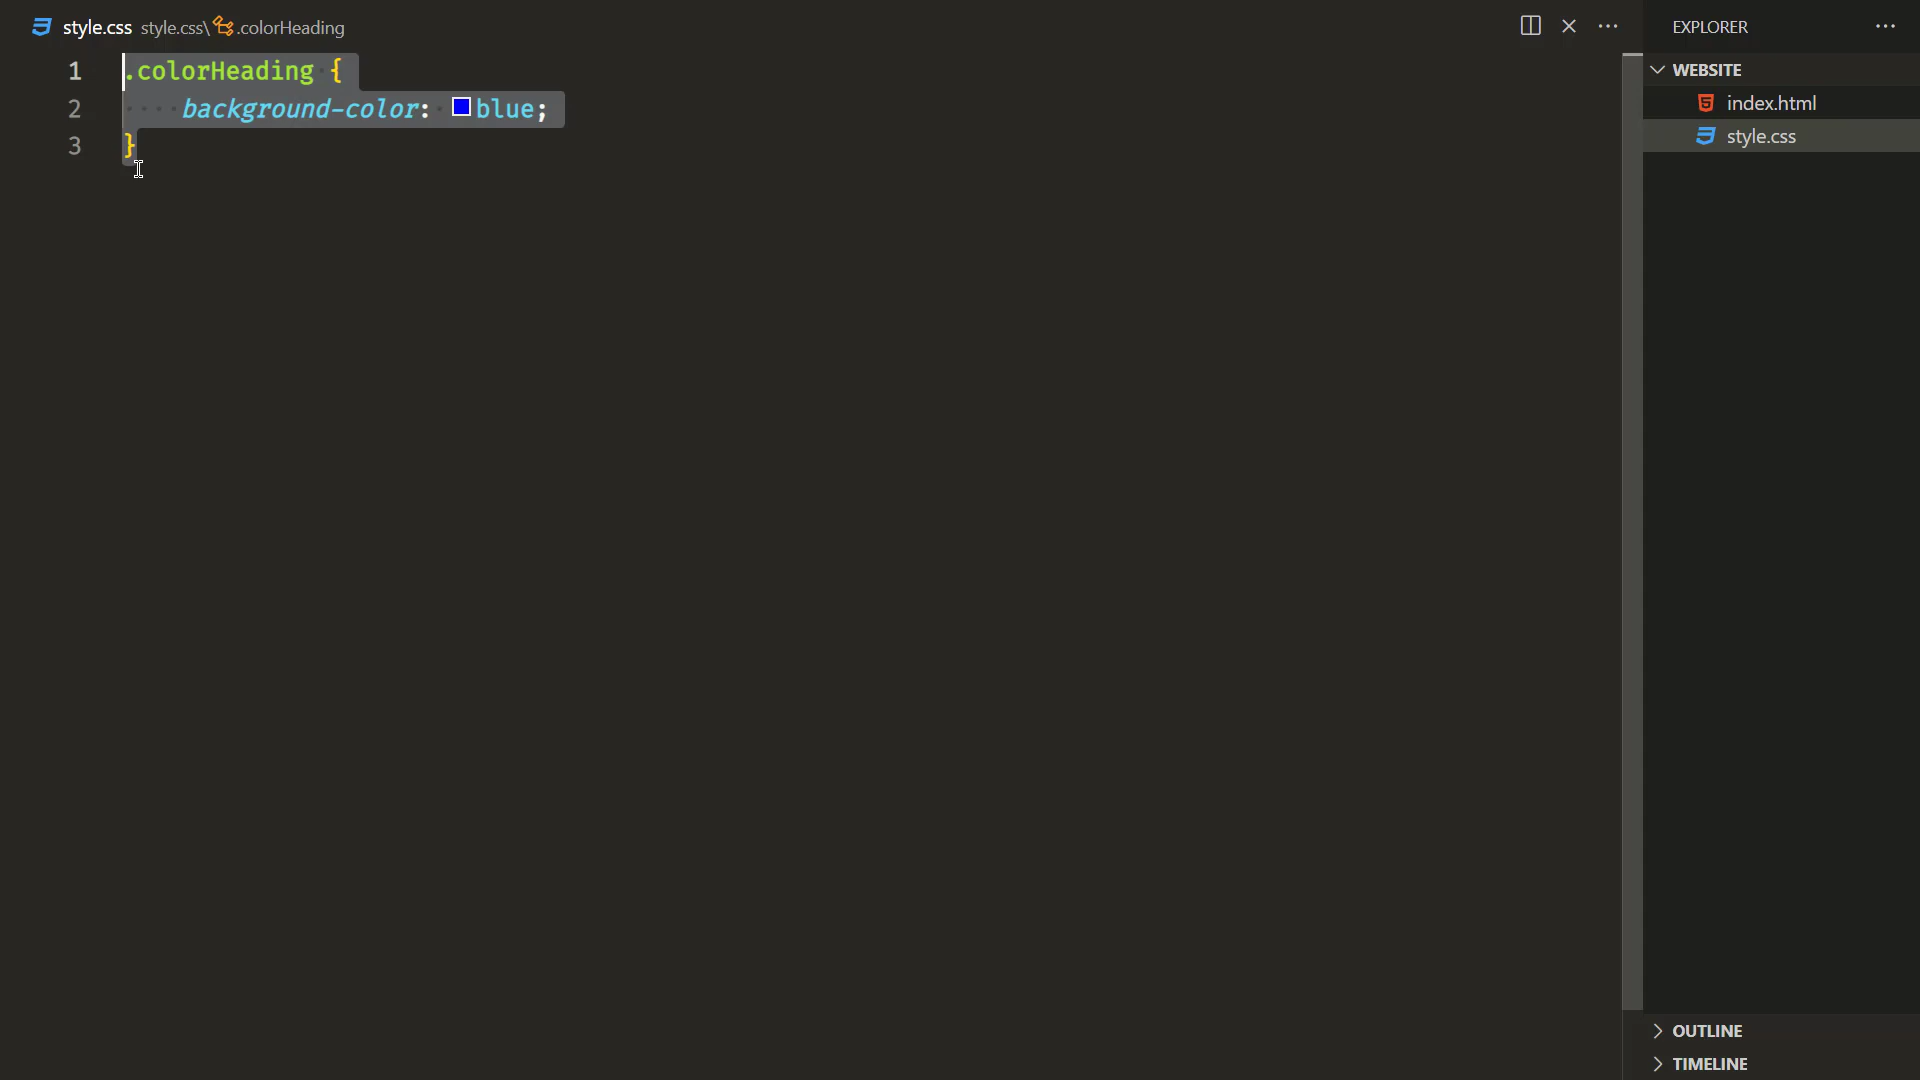 style.css style.css\ .colorHeading
1 .colorHeading {
2     background-color: blue;
3 }
EXPLORER
WEBSITE
index.html
style.css
OUTLINE
TIMELINE